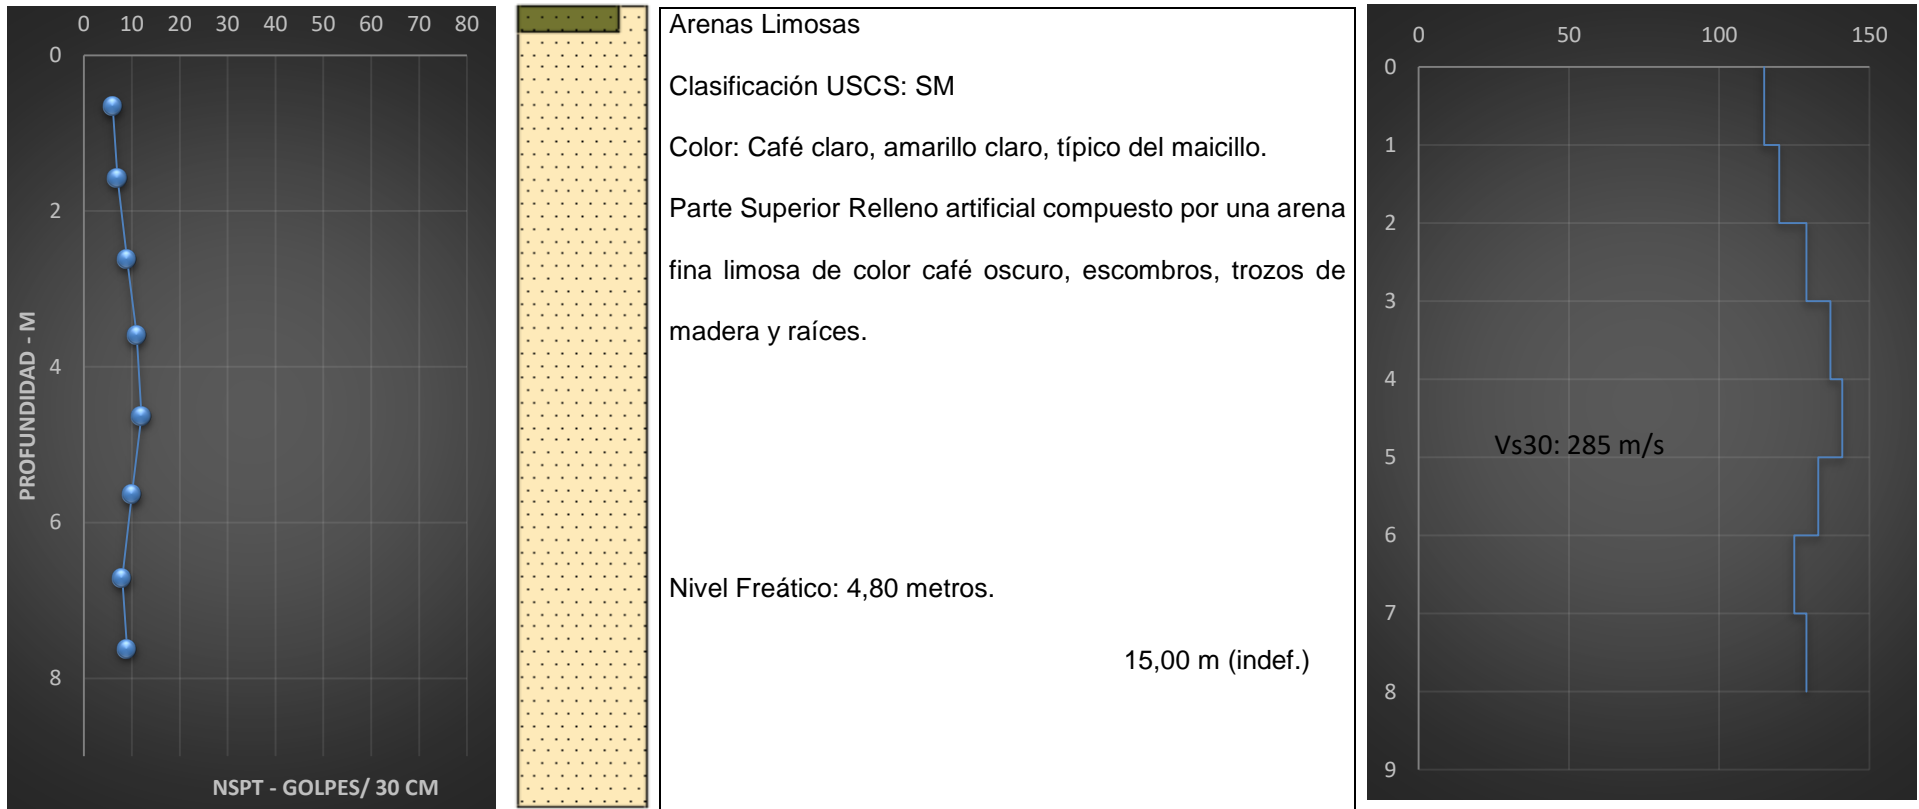 0 10 20 30 40 50 60 70 80
0
2
4
6
8
PROFUNDIDAD - M
NSPT - GOLPES/ 30 CM
Arenas Limosas
Clasificación USCS: SM
Color: Café claro, amarillo claro, típico del maicillo.
Parte Superior Relleno artificial compuesto por una arena
fina limosa de color café oscuro, escombros, trozos de
madera y raíces.
Nivel Freático: 4,80 metros.
15,00 m (indef.)
0 50 100 150
0
1
2
3
4
5
6
7
8
9
Vs30: 285 m/s